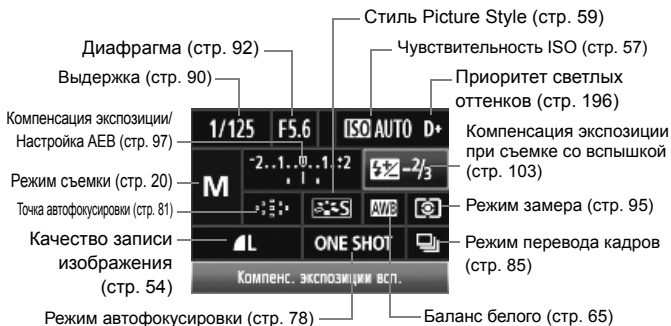 Стиль Picture Style (стр. 59)
Диафрагма (стр. 92)
Чувствительность ISO (стр. 57)
Выдержка (стр. 90)
Приоритет светлых
оттенков (стр. 196)
Компенсация экспозиции/
Настройка AEB (стр. 97)
1/125 F5.6 ISO AUTO D+
Компенсация экспозиции
при съемке со вспышкой
(стр. 103)
-2..1..0..1.:2
-2/3
Режим съемки (стр. 20)
M
Точка автофокусировки (стр. 81)
S
AWB
Режим замера (стр. 95)
Качество записи
изображения
(стр. 54)
L
ONE SHOT
Режим перевода кадров
(стр. 85)
Компенс. экспозиции всп.
Режим автофокусировки (стр. 78)
Баланс белого (стр. 65)